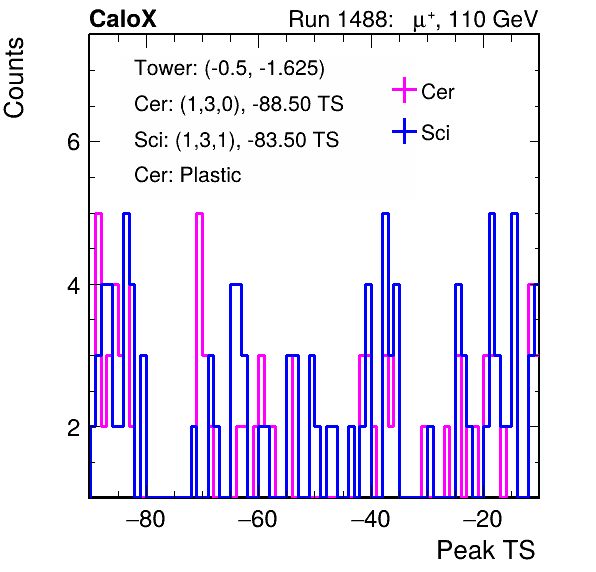 CaloX Run 1488: μ⁺, 110 GeV
Counts
Tower: (-0.5, -1.625)
Cer: (1,3,0), -88.50 TS
Sci: (1,3,1), -83.50 TS
Cer: Plastic
Cer
Sci
6
4
2
−80 −60 −40 −20
Peak TS